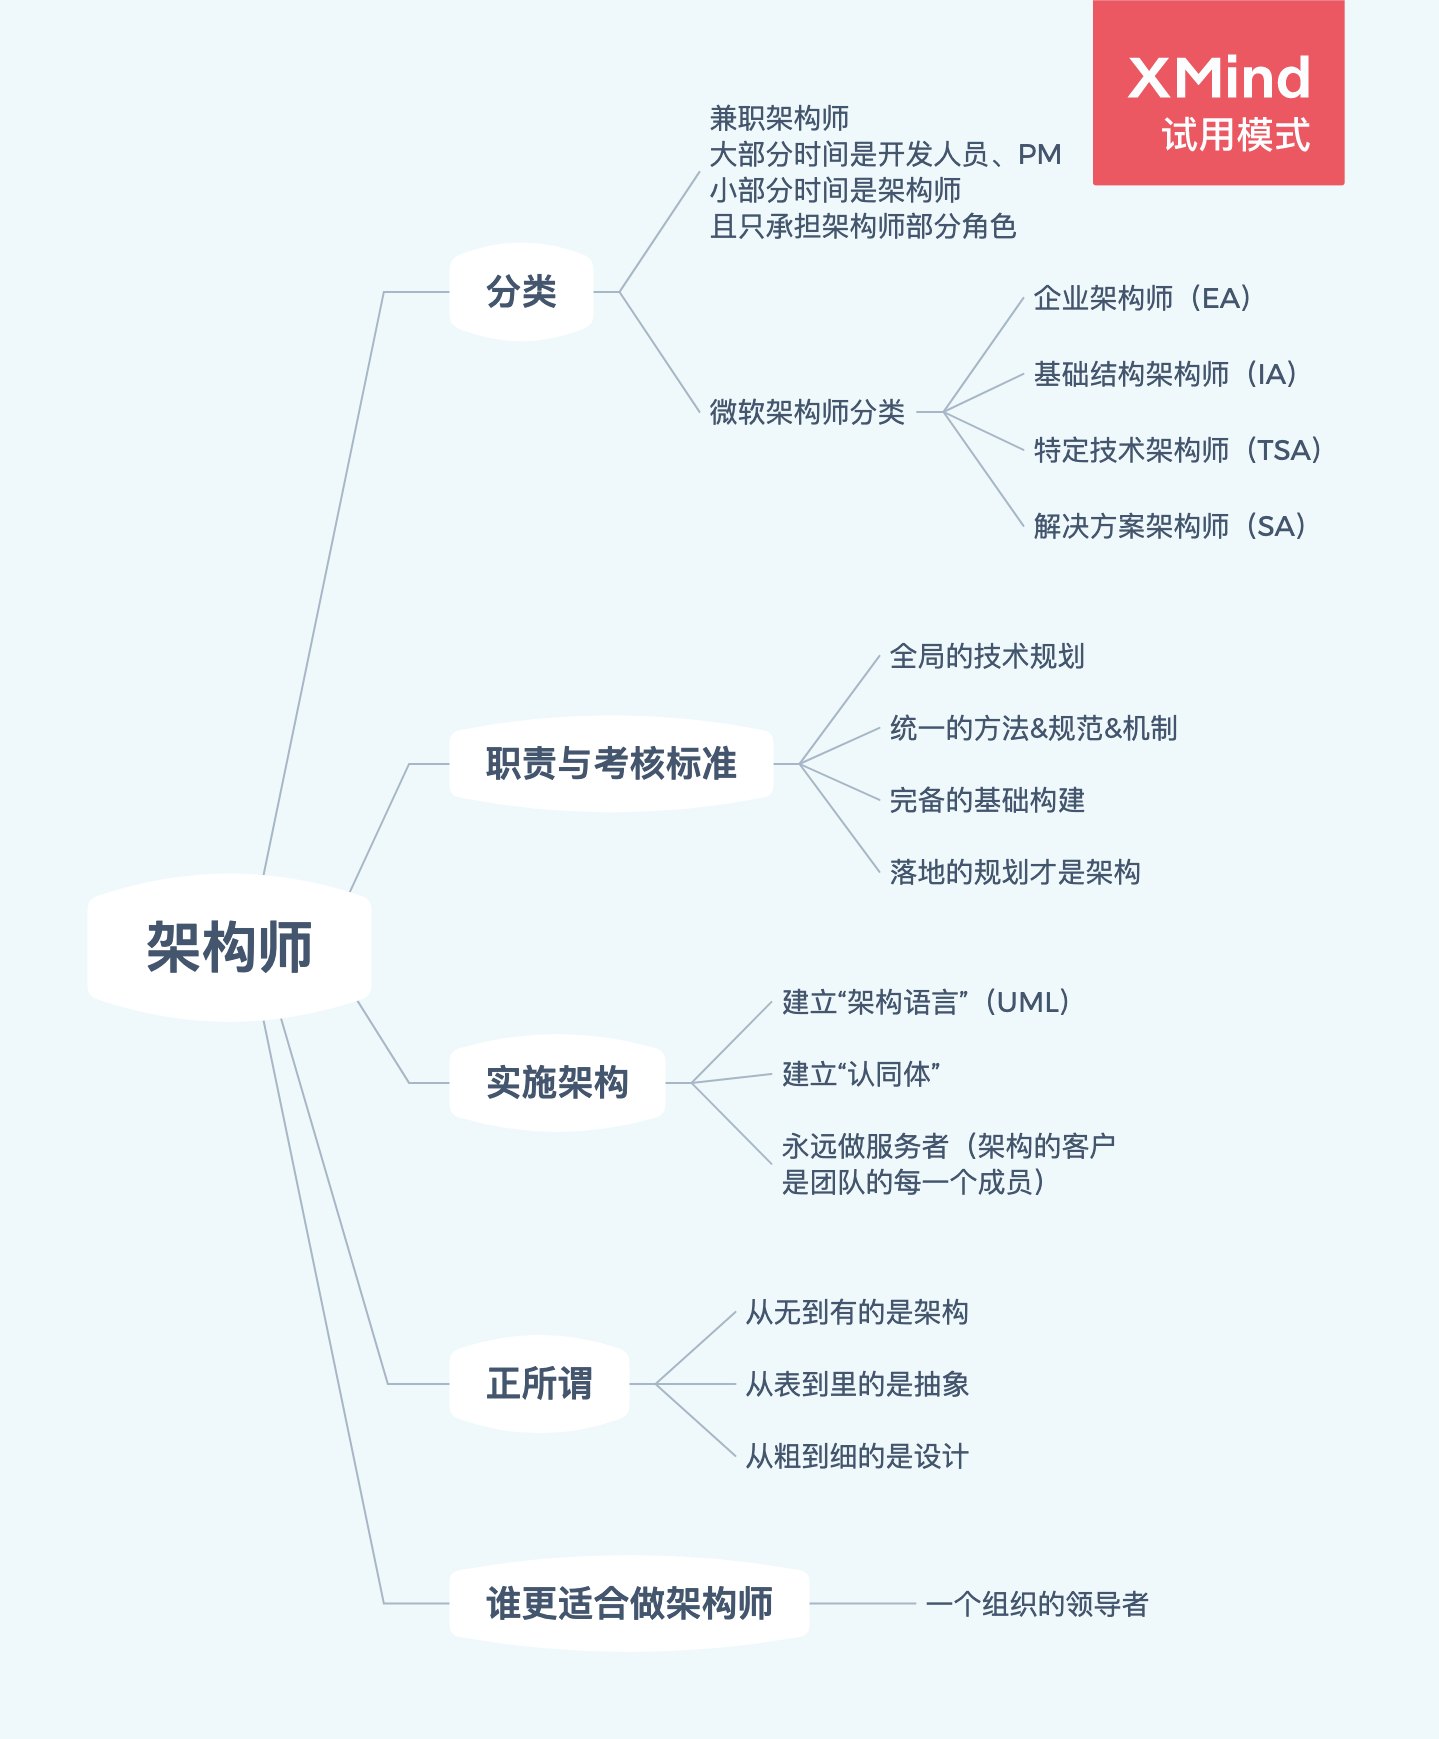 XMind
试用模式
兼职架构师
大部分时间是开发人员、PM
小部分时间是架构师
且只承担架构师部分角色
分类
企业架构师（EA）
基础结构架构师（IA）
微软架构师分类
特定技术架构师（TSA）
解决方案架构师（SA）
全局的技术规划
统一的方法&规范&机制
职责与考核标准
完备的基础构建
落地的规划才是架构
架构师
建立“架构语言”（UML）
建立“认同体”
实施架构
永远做服务者（架构的客户
是团队的每一个成员）
从无到有的是架构
正所谓
从表到里的是抽象
从粗到细的是设计
谁更适合做架构师
一个组织的领导者